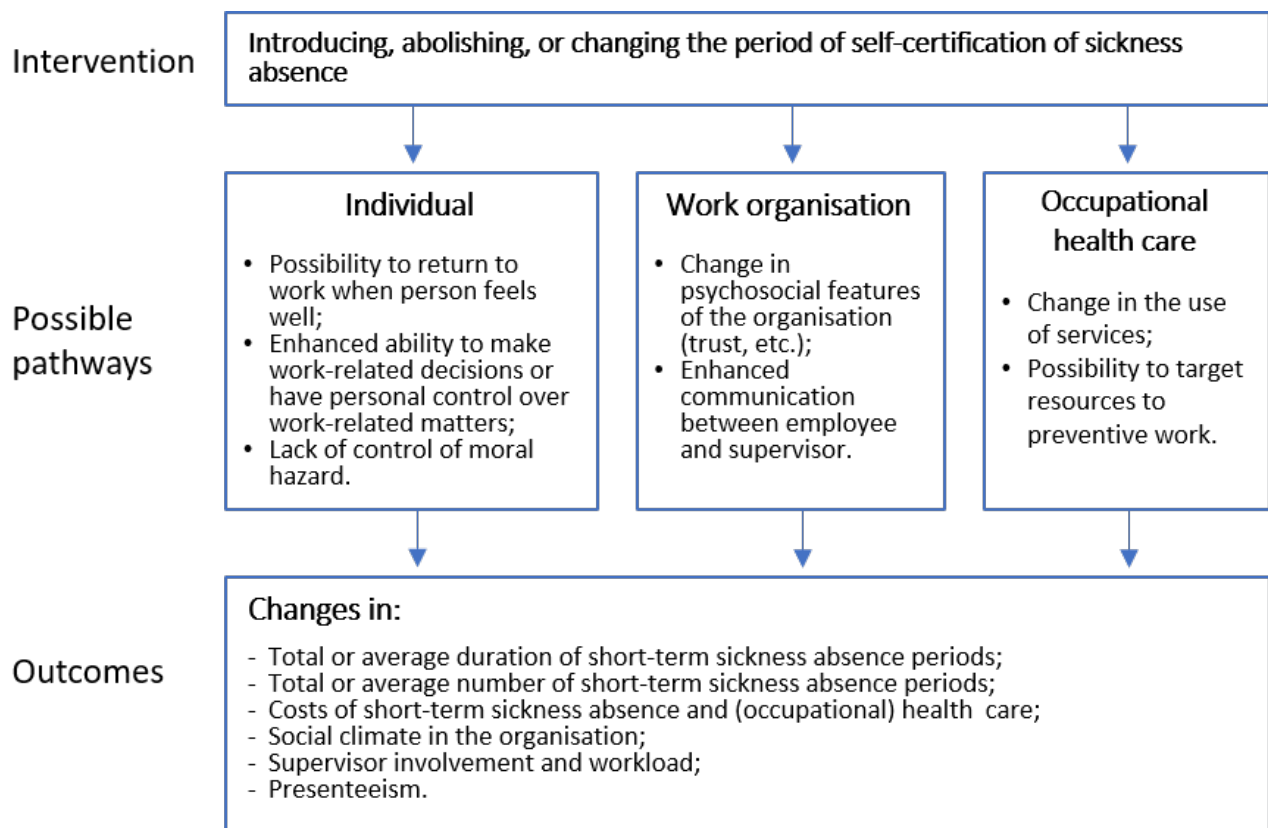 Intervention
Introducing, abolishing, or changing the period of self-certification of sickness
absence
Possible
pathways
Individual
• Possibility to return to
work when person feels
well;
• Enhanced ability to make
work-related decisions or
have personal control over
work-related matters;
• Lack of control of moral
hazard.
Work organisation
• Change in
psychosocial features
of the organisation
(trust, etc.);
• Enhanced
communication
between employee
and supervisor.
Occupational
health care
• Change in the use
of services;
• Possibility to target
resources to
preventive work.
Outcomes
Changes in:
- Total or average duration of short-term sickness absence periods;
- Total or average number of short-term sickness absence periods;
- Costs of short-term sickness absence and (occupational) health care;
- Social climate in the organisation;
- Supervisor involvement and workload;
- Presenteeism.